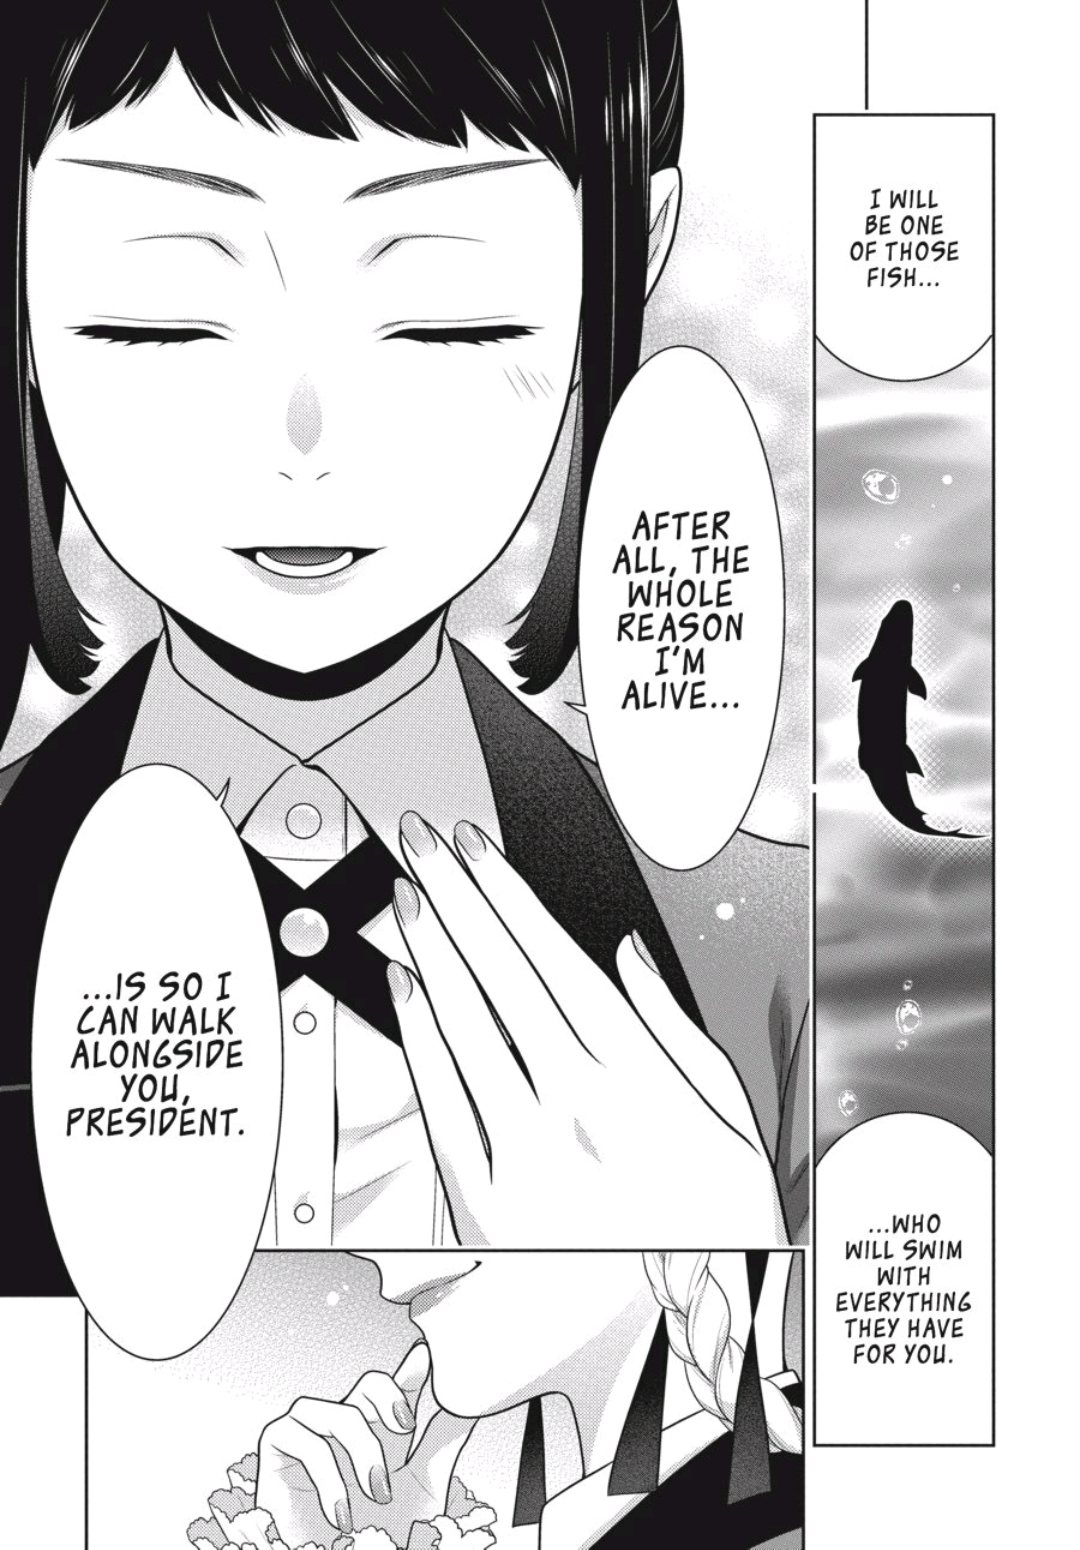 I WILL
BE ONE
OF THOSE
FISH...
...WHO
WILL SWIM
WITH
EVERYTHING
THEY HAVE
FOR YOU.
AFTER
ALL, THE
WHOLE
REASON
I'M
ALIVE...
...IS SO I
CAN WALK
ALONGSIDE
YOU,
PRESIDENT.